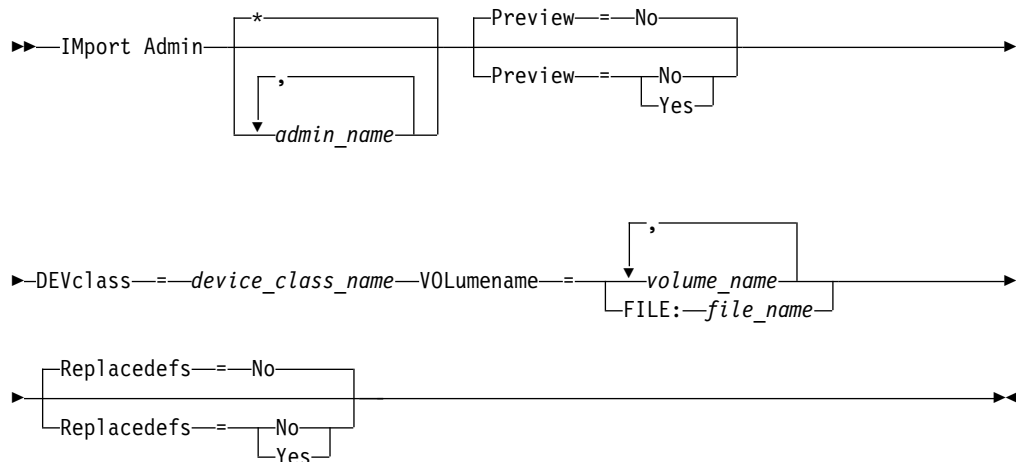 *
Preview = No
IMport Admin
Preview = No
Yes
,
admin_name
,
DEVclass = device_class_name VOLumename = volume_name
FILE: file_name
Replacedefs = No
Replacedefs = No
Yes